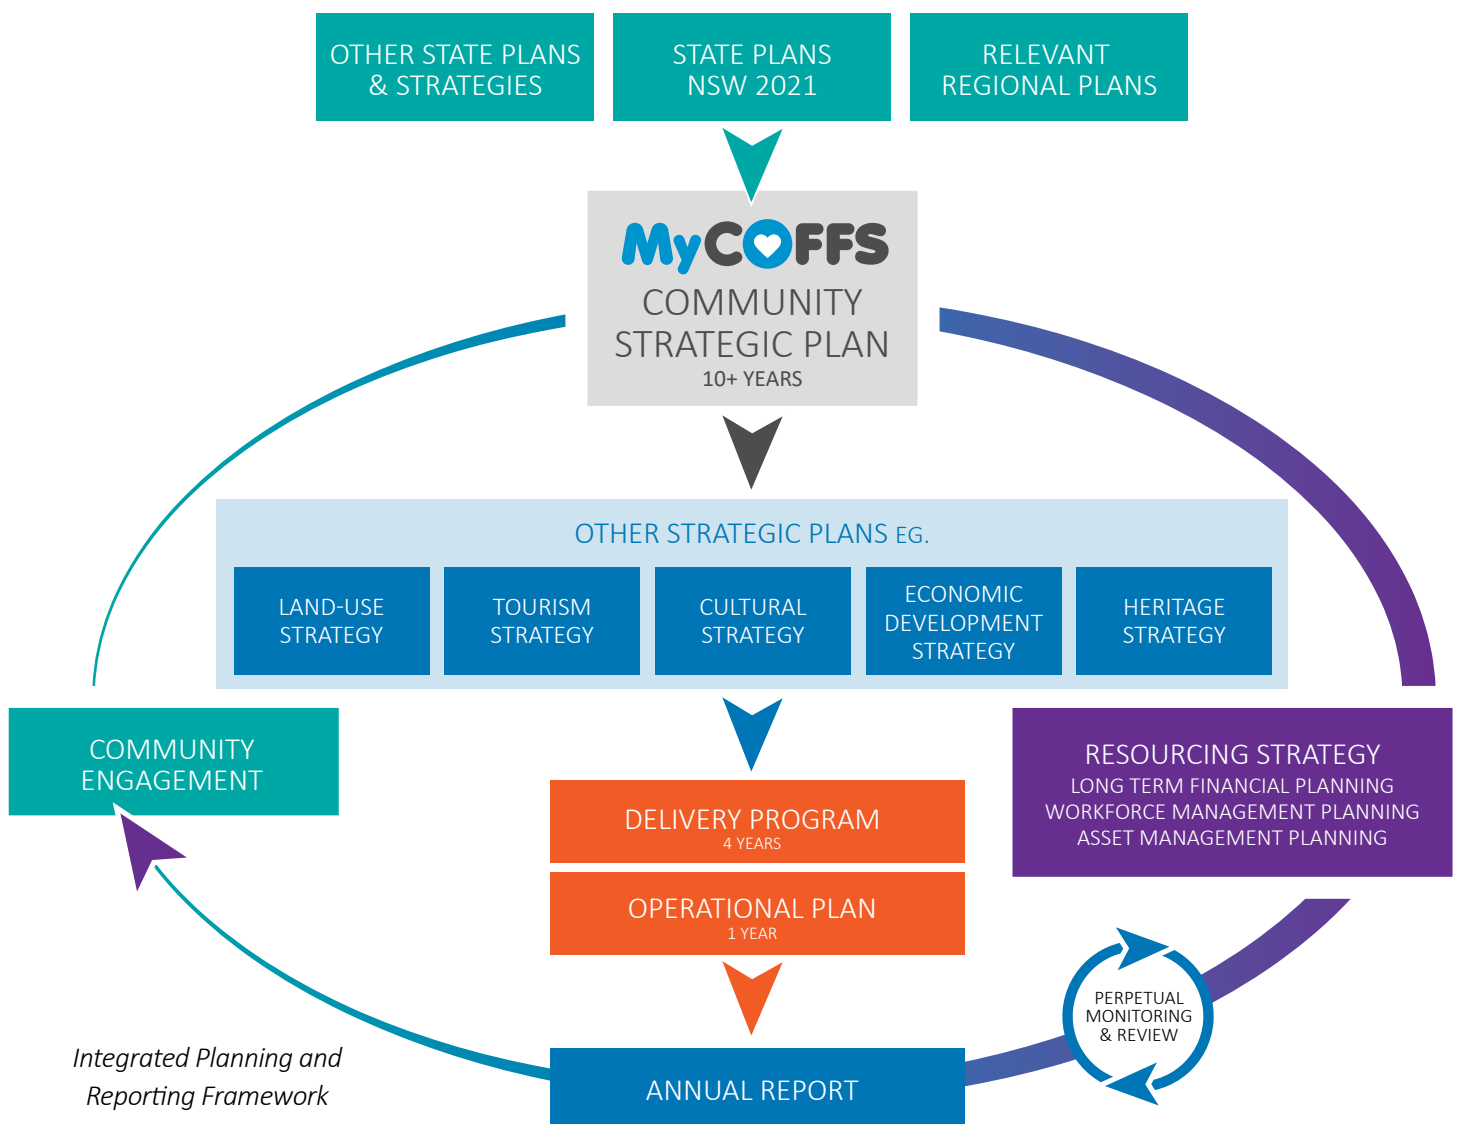 OTHER STATE PLANS
& STRATEGIES
STATE PLANS
NSW 2021
RELEVANT
REGIONAL PLANS
MyCOFFS
COMMUNITY
STRATEGIC PLAN
10+ YEARS
OTHER STRATEGIC PLANS EG.
LAND-USE
STRATEGY
TOURISM
STRATEGY
CULTURAL
STRATEGY
ECONOMIC
DEVELOPMENT
STRATEGY
HERITAGE
STRATEGY
COMMUNITY
ENGAGEMENT
RESOURCING STRATEGY
LONG TERM FINANCIAL PLANNING
WORKFORCE MANAGEMENT PLANNING
ASSET MANAGEMENT PLANNING
DELIVERY PROGRAM
4 YEARS
OPERATIONAL PLAN
1 YEAR
PERPETUAL
MONITORING
& REVIEW
Integrated Planning and
Reporting Framework
ANNUAL REPORT